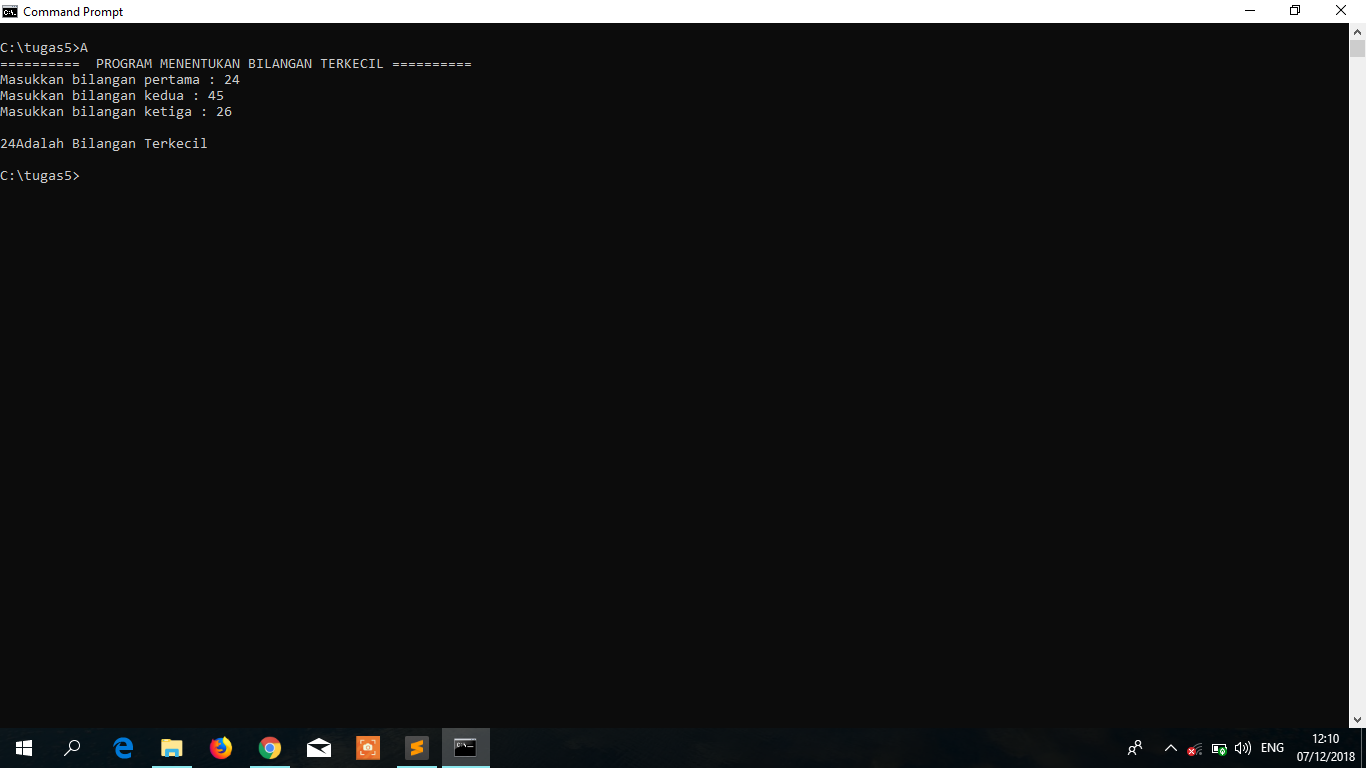 Command Prompt
C:\tugas5>A
==========  PROGRAM MENENTUKAN BILANGAN TERKECIL ==========
Masukkan bilangan pertama : 24
Masukkan bilangan kedua : 45
Masukkan bilangan ketiga : 26
24Adalah Bilangan Terkecil
C:\tugas5>
ENG
12:10
07/12/2018